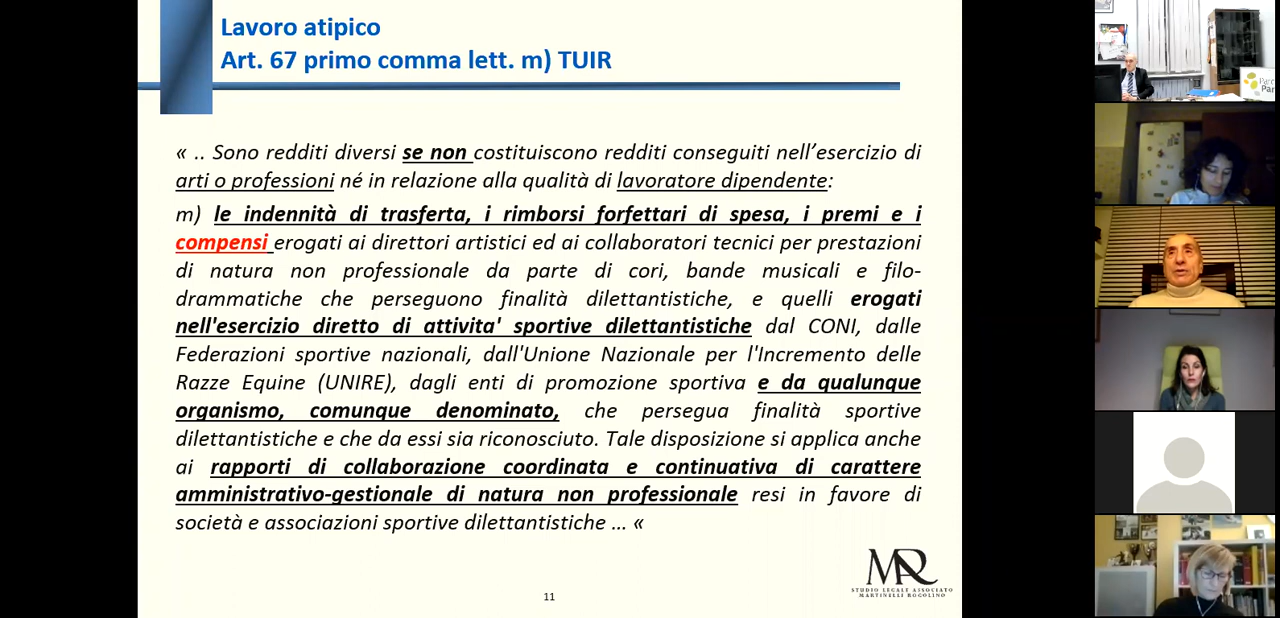 Lavoro atipico
Art. 67 primo comma lett. m) TUIR
« .. Sono redditi diversi se non costituiscono redditi conseguiti nell’esercizio di
arti o professioni né in relazione alla qualità di lavoratore dipendente:
m) le indennità di trasferta, i rimborsi forfettari di spesa, i premi e i
compensi erogati ai direttori artistici ed ai collaboratori tecnici per prestazioni
di natura non professionale da parte di cori, bande musicali e filo-
drammatiche che perseguono finalità dilettantistiche, e quelli erogati
nell'esercizio diretto di attivita' sportive dilettantistiche dal CONI, dalle
Federazioni sportive nazionali, dall'Unione Nazionale per l'Incremento delle
Razze Equine (UNIRE), dagli enti di promozione sportiva e da qualunque
organismo, comunque denominato, che persegua finalità sportive
dilettantistiche e che da essi sia riconosciuto. Tale disposizione si applica anche
ai rapporti di collaborazione coordinata e continuativa di carattere
amministrativo-gestionale di natura non professionale resi in favore di
società e associazioni sportive dilettantistiche ... «
MR
STUDIO LEGALE ASSOCIATO
MARTINELLI ROGOLINO
11